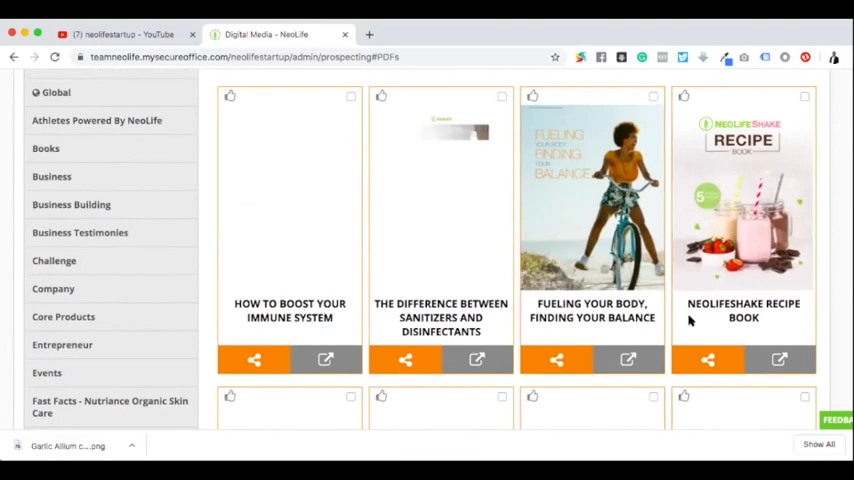 (7) neolifestartup - YouTube
Digital Media - NeoLife
teamneolife.mysecureoffice.com/neolifestartup/admin/prospecting#PDFs
Global
Athletes Powered By NeoLife
Books
Business
Business Building
Business Testimonies
Challenge
Company
Core Products
Entrepreneur
Events
Fast Facts - Nutriance Organic Skin
Care
HOW TO BOOST YOUR
IMMUNE SYSTEM
THE DIFFERENCE BETWEEN
SANITIZERS AND
DISINFECTANTS
FUELING
YOUR BODY,
FINDING
YOUR
BALANCE
FUELING YOUR BODY,
FINDING YOUR BALANCE
NEOLIFESHAKE
RECIPE
BOOK
5
NEOLIFESHAKE RECIPE
BOOK
FEEDBA
Garlic Allium c....png
Show All